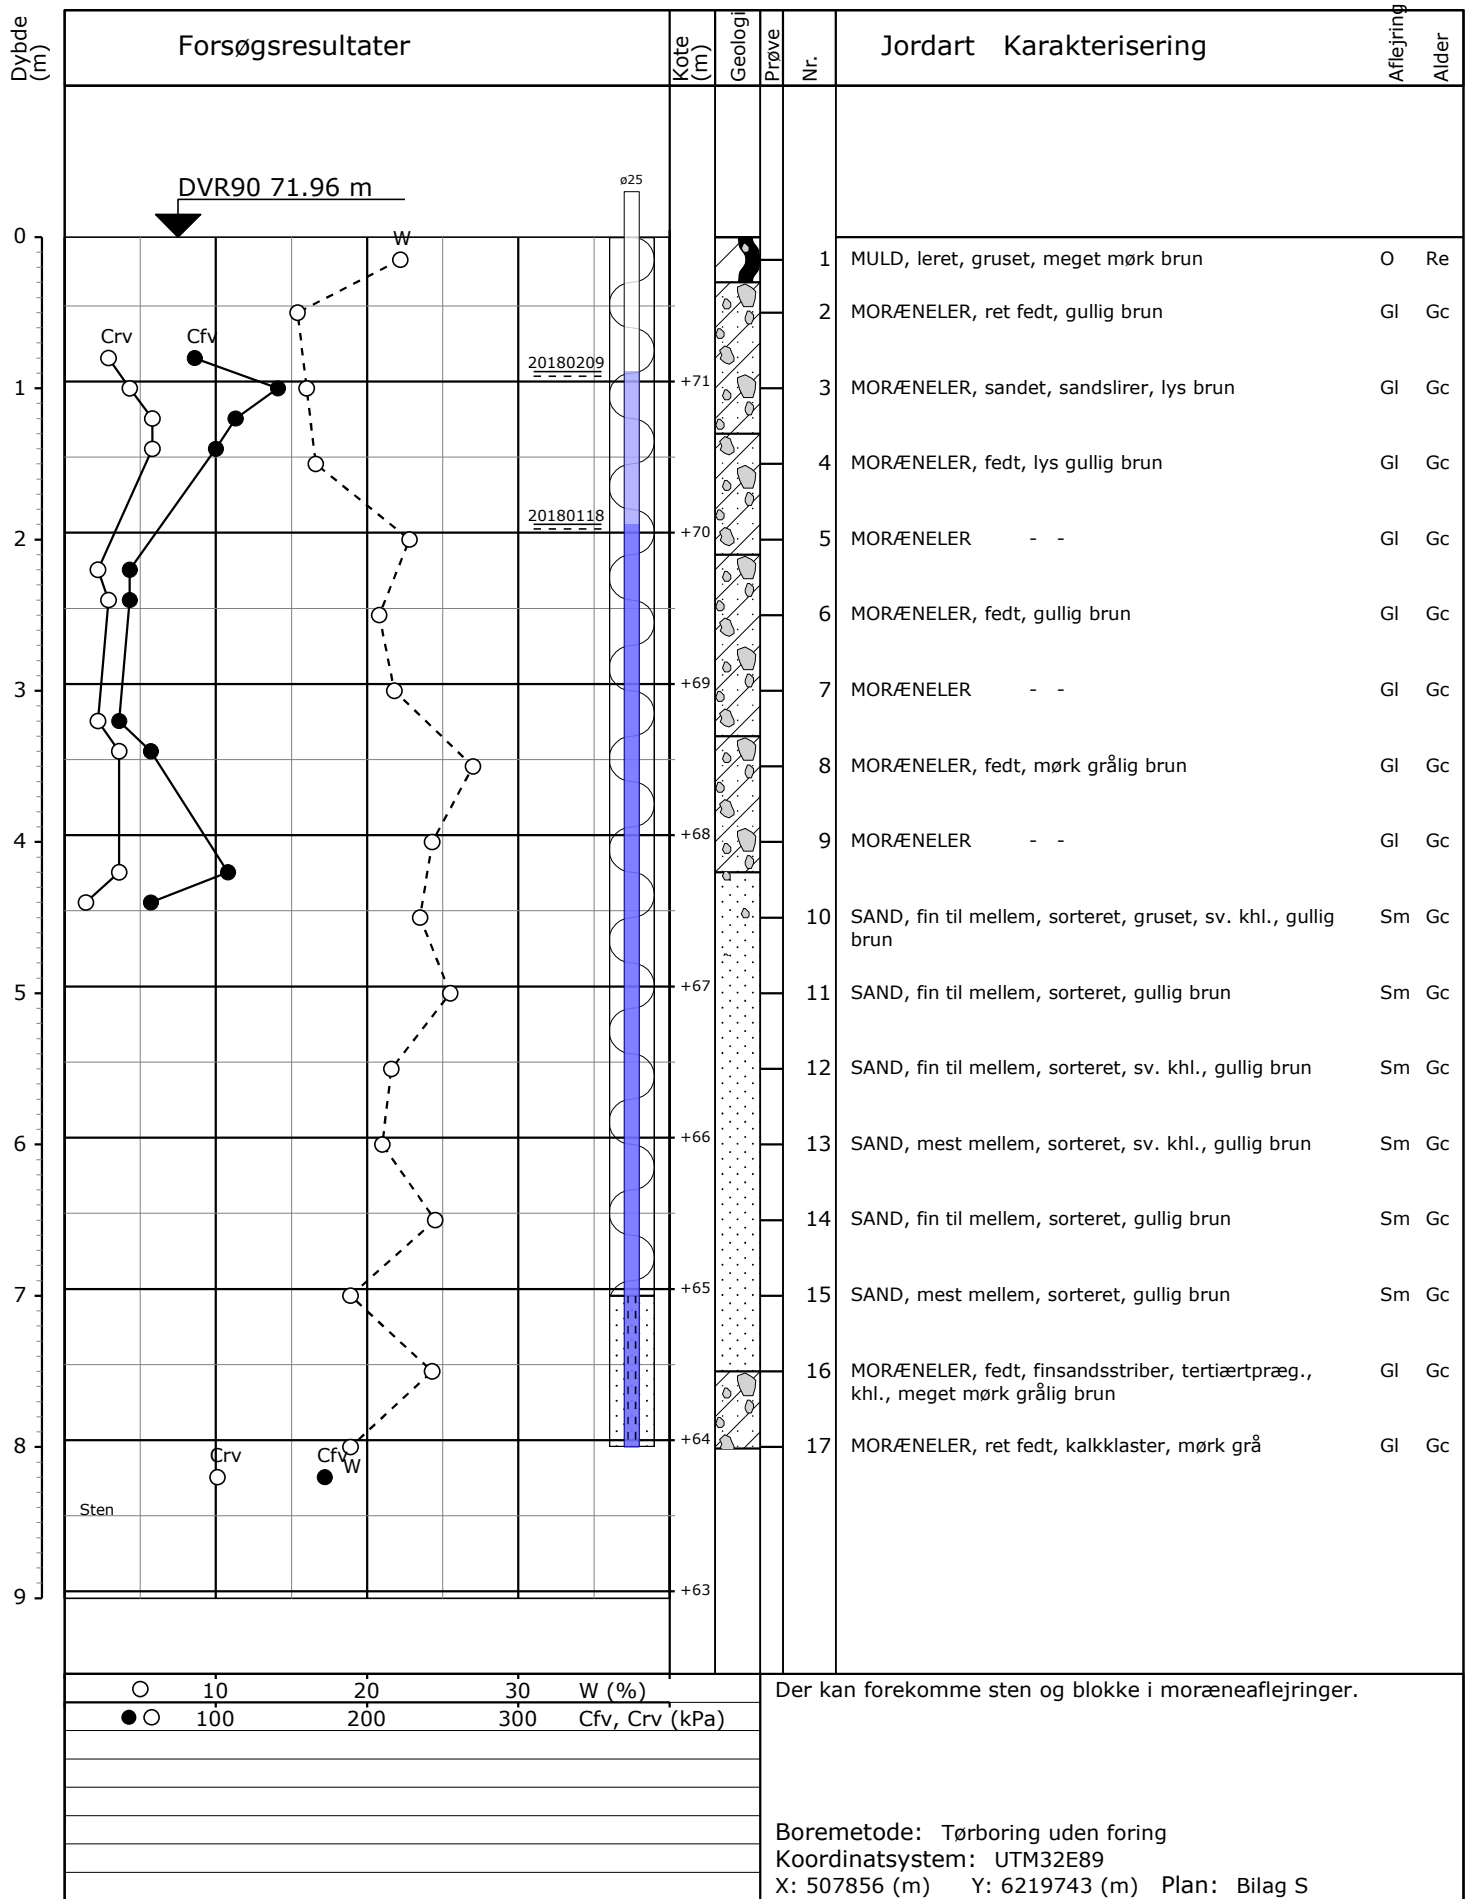 Dybde (m)
Forsøgsresultater
Kote (m)
Geologi
Prøve
Nr.
Jordart Karakterisering
Aflejring
Alder
DVR90 71.96 m
ø25
W
Crv Cfv
20180209
20180118
0
1
2
3
4
5
6
7
8
9
+71
+70
+69
+68
+67
+66
+65
+64
+63
1 MULD, leret, gruset, meget mørk brun O Re
2 MORÆNELER, ret fedt, gullig brun Gl Gc
3 MORÆNELER, sandet, sandslirer, lys brun Gl Gc
4 MORÆNELER, fedt, lys gullig brun Gl Gc
5 MORÆNELER - - Gl Gc
6 MORÆNELER, fedt, gullig brun Gl Gc
7 MORÆNELER - - Gl Gc
8 MORÆNELER, fedt, mørk grålig brun Gl Gc
9 MORÆNELER - - Gl Gc
10 SAND, fin til mellem, sorteret, gruset, sv. khl., gullig Sm Gc
brun
11 SAND, fin til mellem, sorteret, gullig brun Sm Gc
12 SAND, fin til mellem, sorteret, sv. khl., gullig brun Sm Gc
13 SAND, mest mellem, sorteret, sv. khl., gullig brun Sm Gc
14 SAND, fin til mellem, sorteret, gullig brun Sm Gc
15 SAND, mest mellem, sorteret, gullig brun Sm Gc
16 MORÆNELER, fedt, finsandsstriber, tertiærtpræg., Gl Gc
khl., meget mørk grålig brun
17 MORÆNELER, ret fedt, kalkklaster, mørk grå Gl Gc
Crv Cfv
W
Sten
10 20 30 W (%)
100 200 300 Cfv, Crv (kPa)
Der kan forekomme sten og blokke i moræneaflejringer.
Boremetode: Tørboring uden foring
Koordinatsystem: UTM32E89
X: 507856 (m) Y: 6219743 (m) Plan: Bilag S